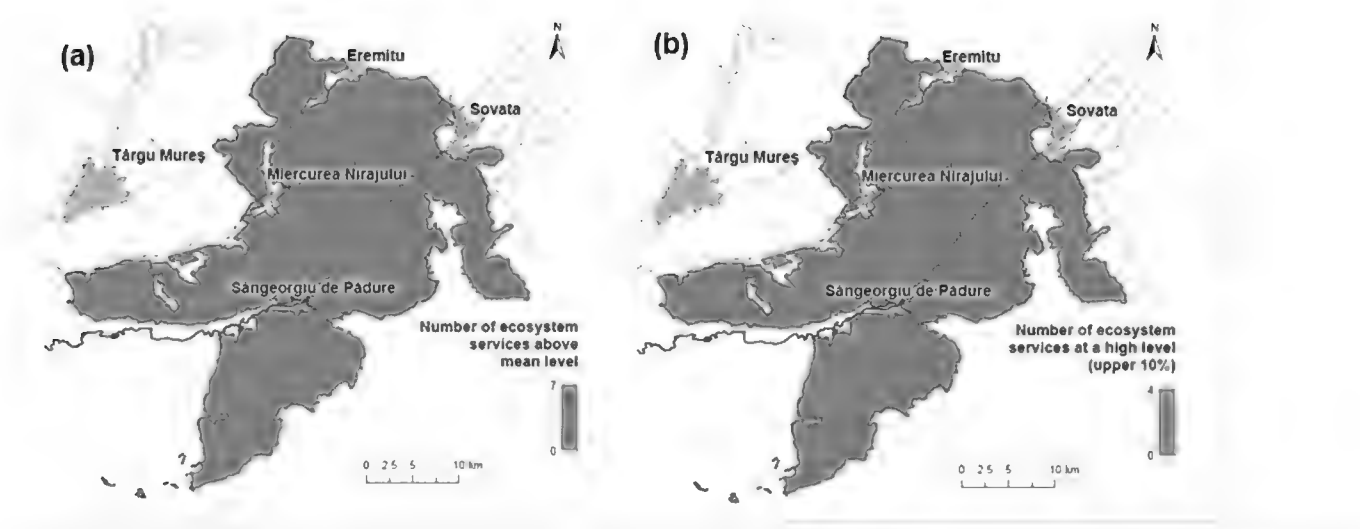 (a)
N
Eremitu
Sovata
Târgu Mureş
Miercurea Nirajului
Sângeorgiu de Pădure
Number of ecosystem
services above
mean level
7
0
0 2.5 5 10 km
(b)
N
Eremitu
Sovata
Târgu Mureş
Miercurea Nirajului
Sângeorgiu de Pădure
Number of ecosystem
services at a high level
(upper 10%)
4
0
0 2.5 5 10 km